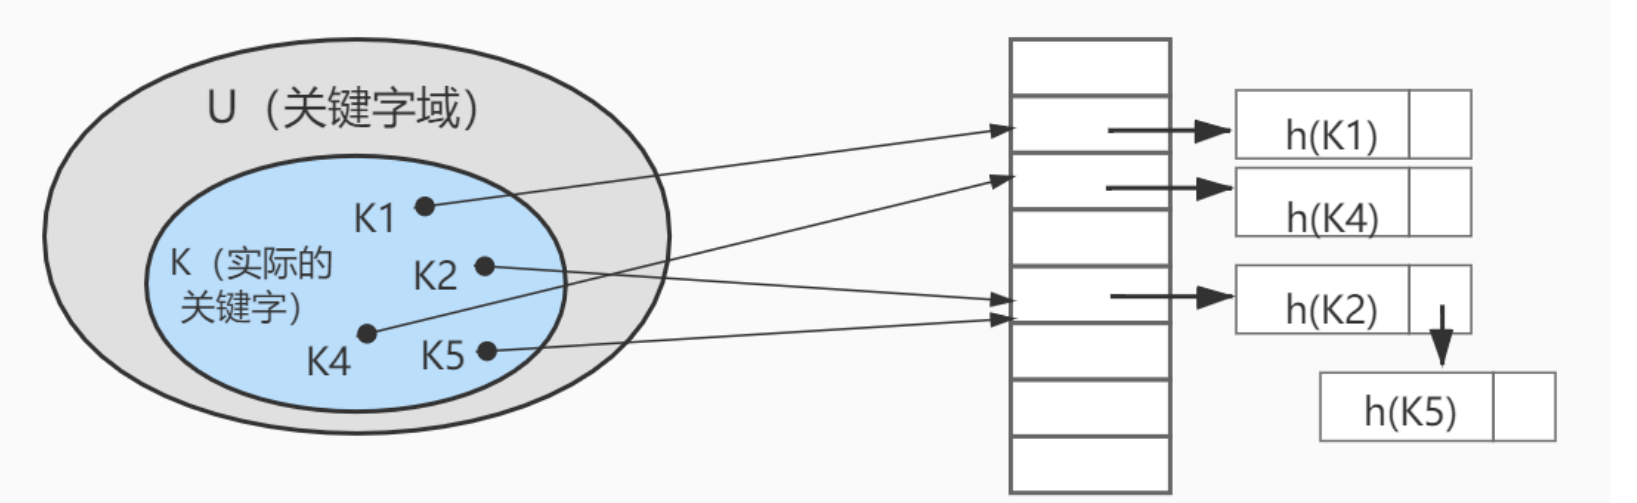 U（关键字域）
K1
K（实际的
关键字）
K2
K4
K5
h(K1)
h(K4)
h(K2)
h(K5)